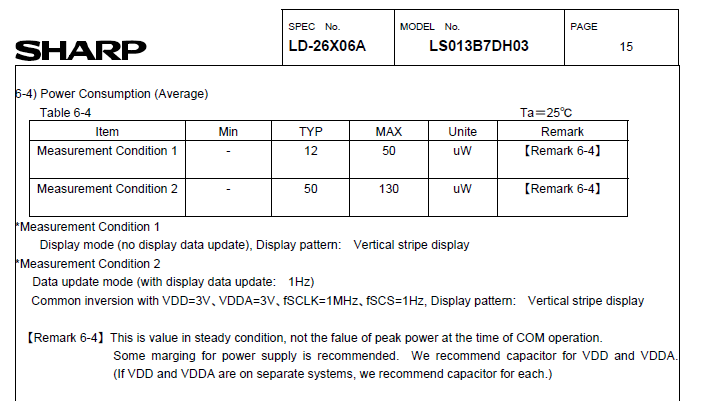 SHARP
SPEC No.
LD-26X06A
MODEL No.
LS013B7DH03
PAGE
15
6-4) Power Consumption (Average)
Table 6-4 Ta＝25℃
Item Min TYP MAX Unite Remark
Measurement Condition 1 - 12 50 uW 【Remark 6-4】
Measurement Condition 2 - 50 130 uW 【Remark 6-4】
*Measurement Condition 1
Display mode (no display data update), Display pattern: Vertical stripe display
*Measurement Condition 2
Data update mode (with display data update: 1Hz)
Common inversion with VDD=3V、VDDA=3V、fSCLK=1MHz、fSCS=1Hz, Display pattern: Vertical stripe display
【Remark 6-4】This is value in steady condition, not the falue of peak power at the time of COM operation.
Some marging for power supply is recommended. We recommend capacitor for VDD and VDDA.
(If VDD and VDDA are on separate systems, we recommend capacitor for each.)